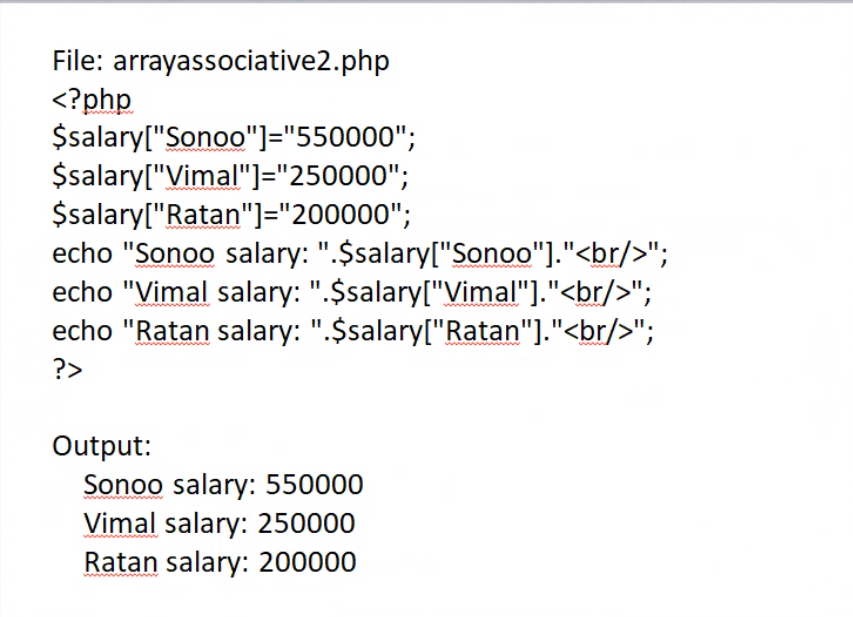 File: arrayassociative2.php
<?php
$salary["Sonoo"]="550000";
$salary["Vimal"]="250000";
$salary["Ratan"]="200000";
echo "Sonoo salary: ".$salary["Sonoo"]."<br/>";
echo "Vimal salary: ".$salary["Vimal"]."<br/>";
echo "Ratan salary: ".$salary["Ratan"]."<br/>";
?>
Output:
Sonoo salary: 550000
Vimal salary: 250000
Ratan salary: 200000